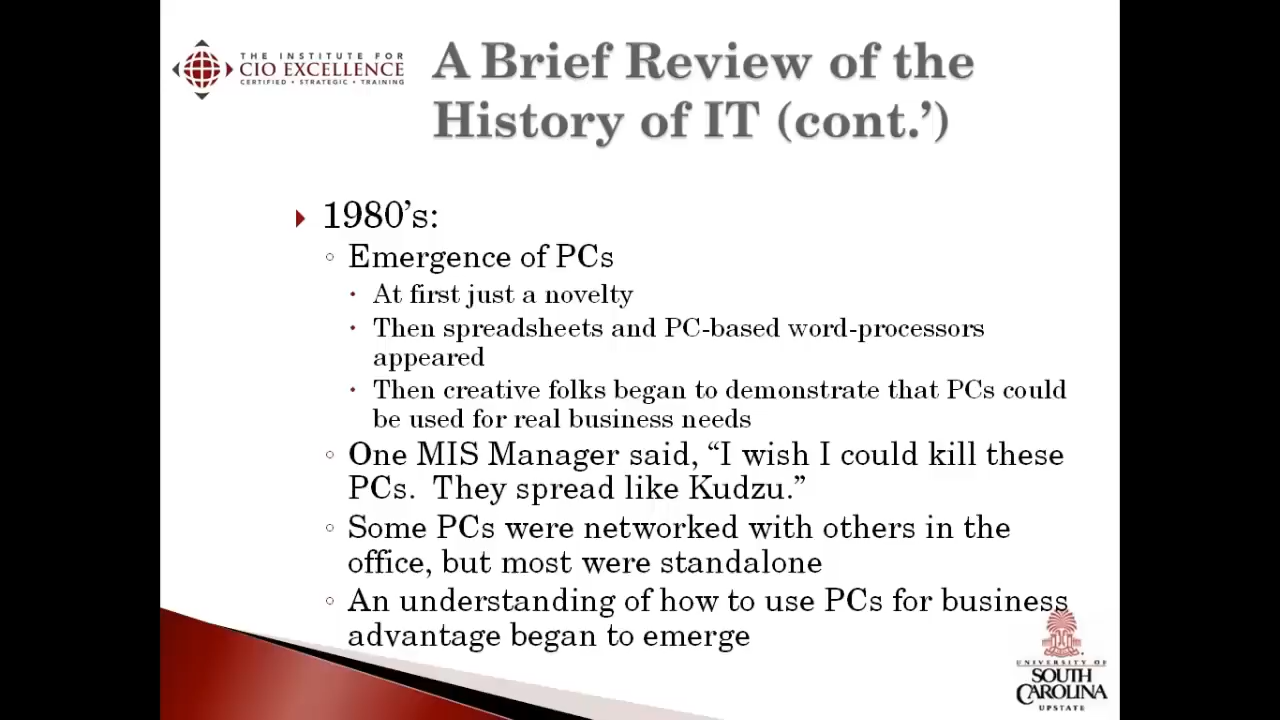 THE INSTITUTE FOR
CIO EXCELLENCE
CERTIFIED • STRATEGIC • TRAINING
A Brief Review of the
History of IT (cont.’)
1980’s:
Emergence of PCs
At first just a novelty
Then spreadsheets and PC-based word-processors
appeared
Then creative folks began to demonstrate that PCs could
be used for real business needs
One MIS Manager said, “I wish I could kill these
PCs.  They spread like Kudzu.”
Some PCs were networked with others in the
office, but most were standalone
An understanding of how to use PCs for business
advantage began to emerge
UNIVERSITY OF
SOUTH
CAROLINA
UPSTATE